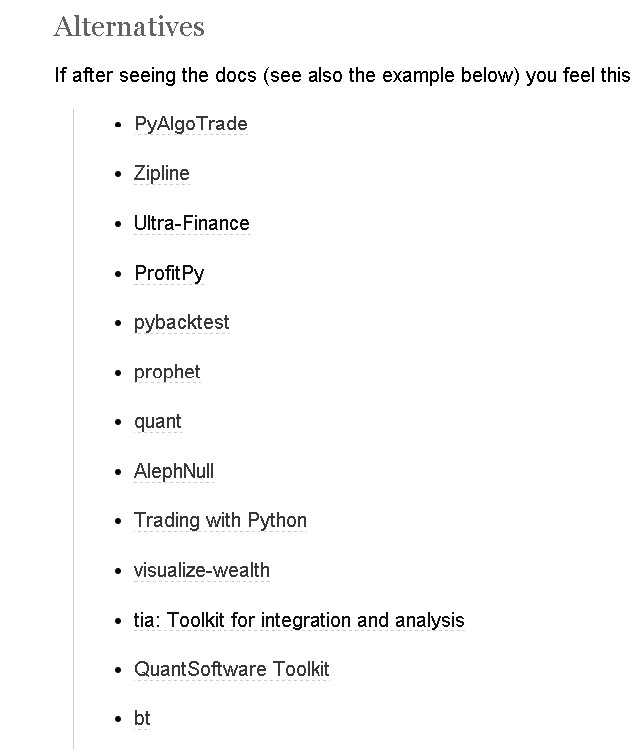 Alternatives
If after seeing the docs (see also the example below) you feel this
PyAlgoTrade
Zipline
Ultra-Finance
ProfitPy
pybacktest
prophet
quant
AlephNull
Trading with Python
visualize-wealth
tia: Toolkit for integration and analysis
QuantSoftware Toolkit
bt